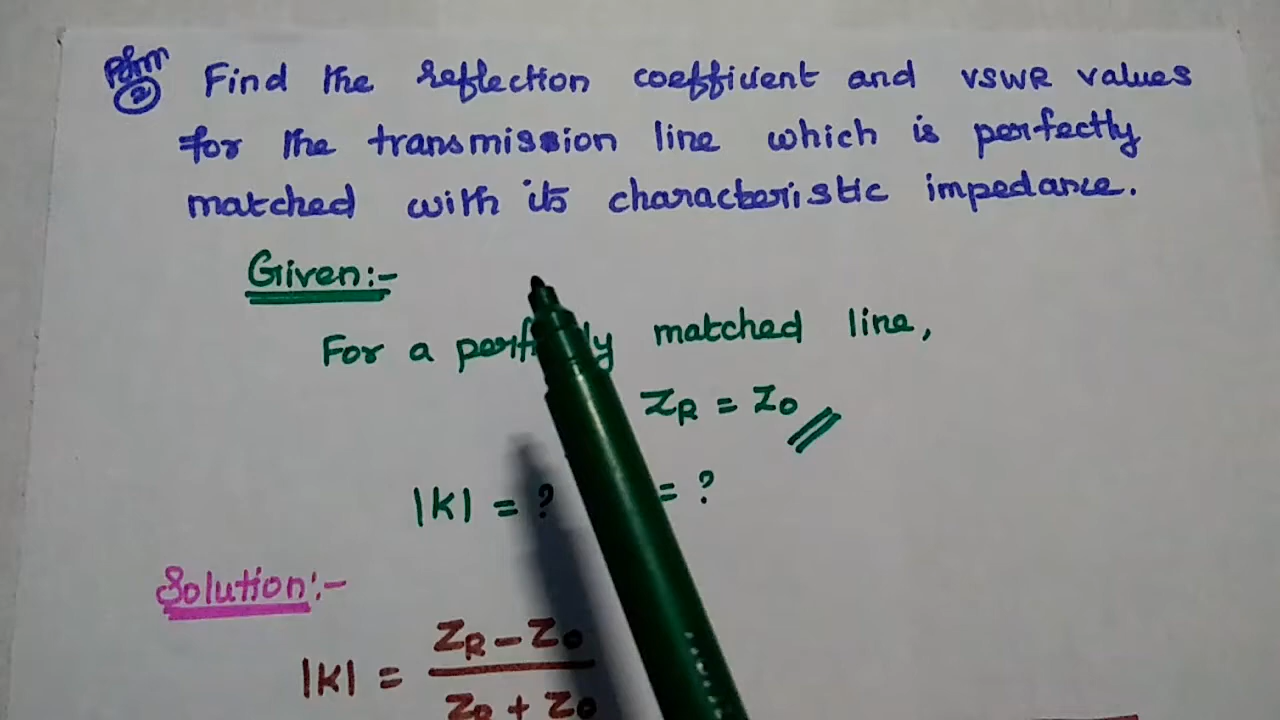 Pblm
②
Find the reflection coefficient and VSWR values
for the transmission line which is perfectly
matched with its characteristic impedance.
Given:-
For a matched line,
ZR = Z0
|K| = ? = ?
Solution:-
|K| = ZR - Z0
ZR + Z0